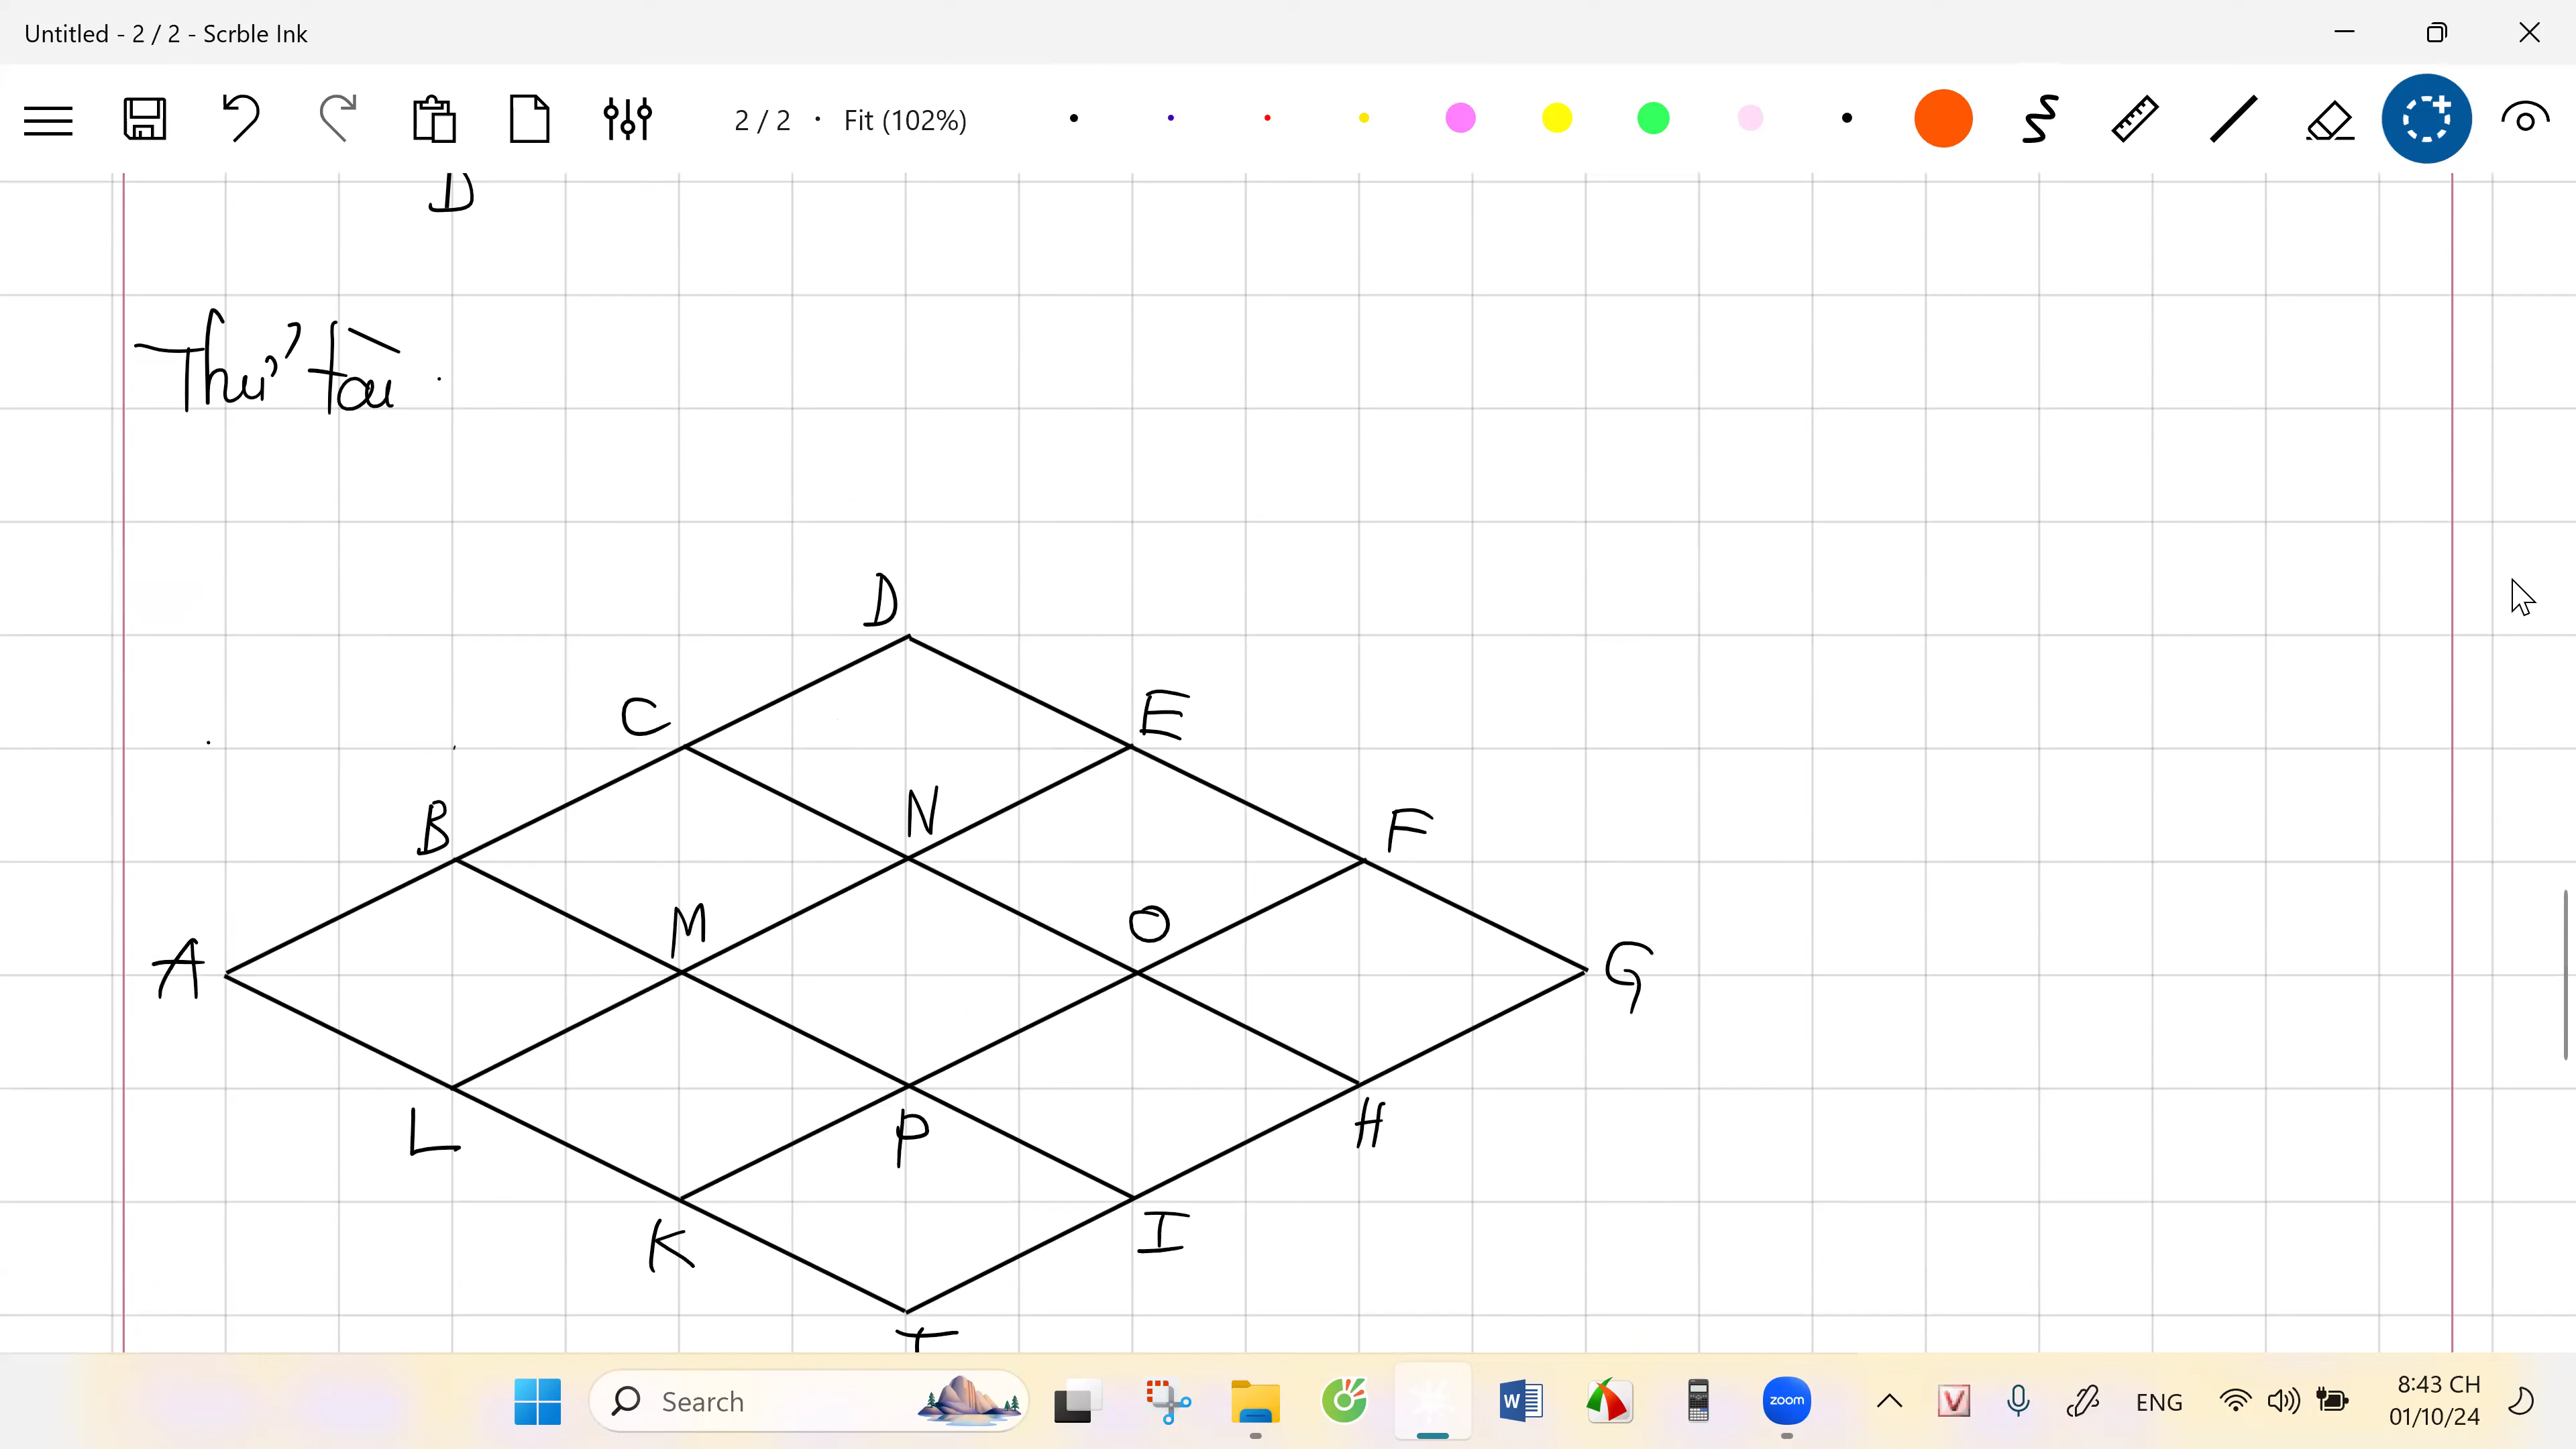 Untitled - 2 / 2 - Scrble Ink
2 / 2 · Fit (102%)
D
Thử tài
D
C E
B N F
M O
A G
L P H
K I
Search
zoom
ENG
8:43 CH
01/10/24